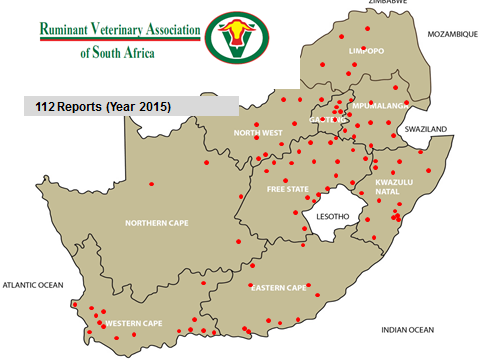 ZIMBABWE
Ruminant Veterinary Association
of South Africa
MOZAMBIQUE
LIMPOPO
112 Reports (Year 2015)
MPUMALANGA
GAUTENG
NORTH WEST
SWAZILAND
KWAZULU
NATAL
FREE STATE
LESOTHO
NORTHERN CAPE
ATLANTIC OCEAN
EASTERN CAPE
WESTERN CAPE
INDIAN OCEAN